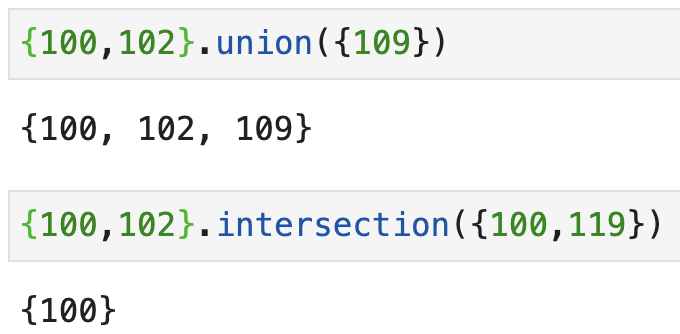 {100,102}.union({109})
{100, 102, 109}
{100,102}.intersection({100,119})
{100}